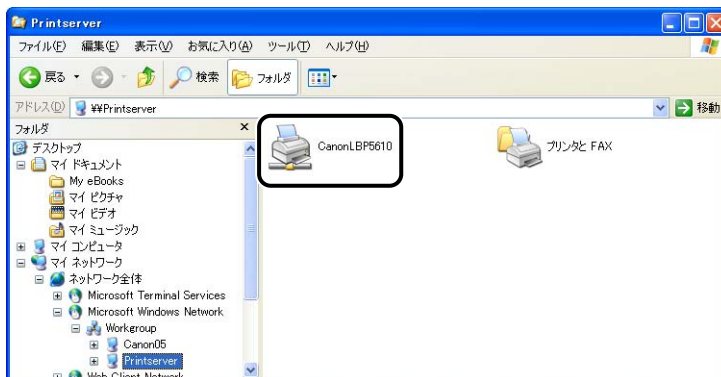 Printserver
ファイル(F) 編集(E) 表示(V) お気に入り(A) ツール(T) ヘルプ(H)
戻る 検索 フォルダ
アドレス(D) ¥¥Printserver 移動
フォルダ ×
デスクトップ
マイ ドキュメント
My eBooks
マイ ピクチャ
マイ ビデオ
マイ ミュージック
マイ コンピュータ
マイ ネットワーク
ネットワーク全体
Microsoft Terminal Services
Microsoft Windows Network
Workgroup
Canon05
Printserver
Web Client Network
CanonLBP5610
プリンタと FAX